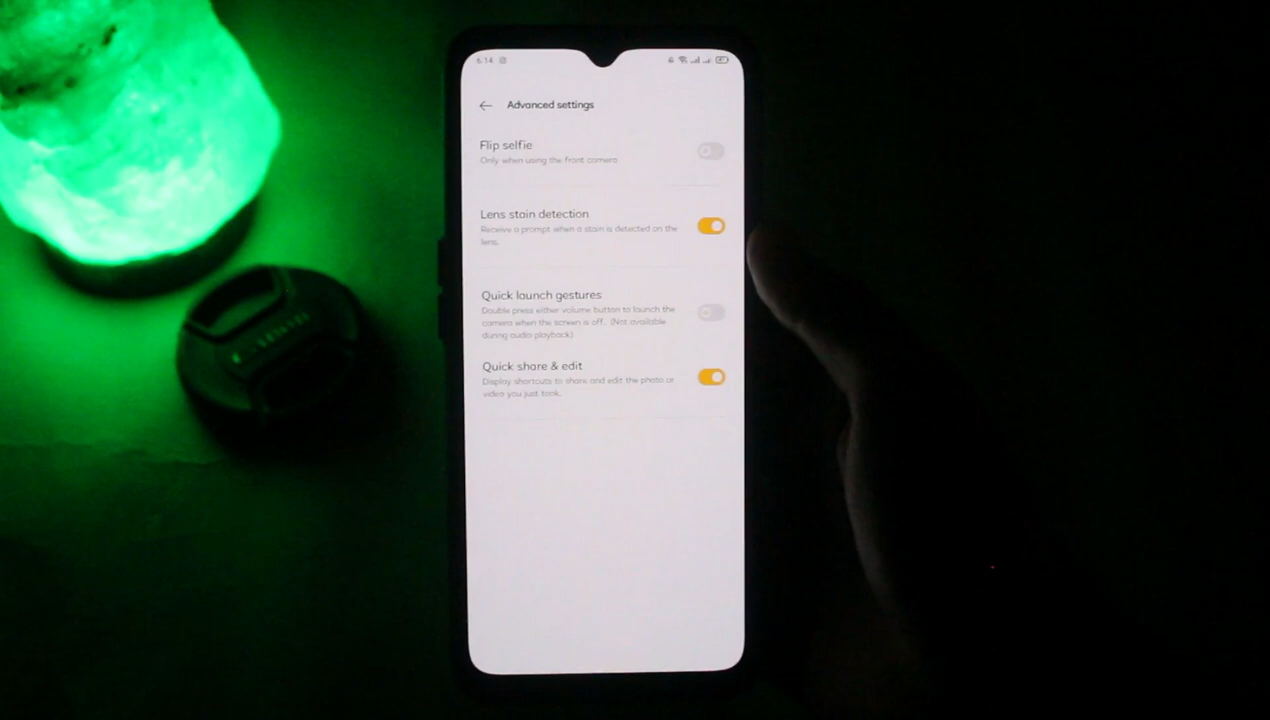 6:14
Advanced settings
Flip selfie
Only when using the front camera
Lens stain detection
Receive a prompt when a stain is detected on the
lens.
Quick launch gestures
Double press either volume button to launch the
camera when the screen is off. (Not available
during audio playback)
Quick share & edit
Display shortcuts to share and edit the photo or
video you just took.